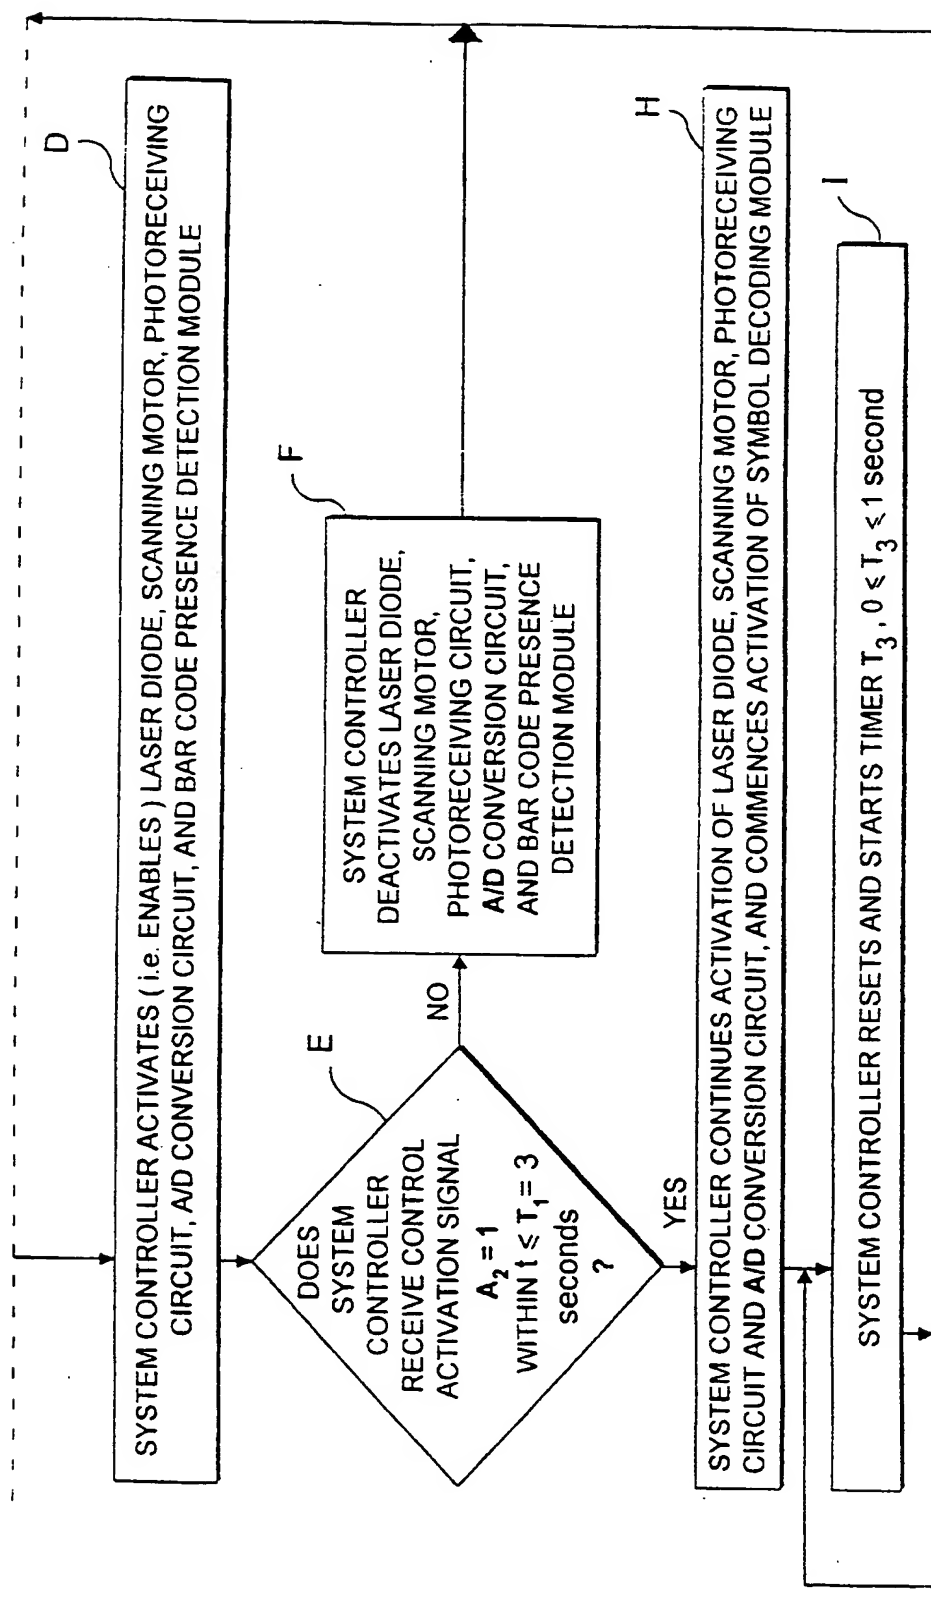 D
SYSTEM CONTROLLER ACTIVATES ( i.e. ENABLES ) LASER DIODE, SCANNING MOTOR, PHOTORECEIVING
CIRCUIT, A/D CONVERSION CIRCUIT, AND BAR CODE PRESENCE DETECTION MODULE
E
DOES
SYSTEM
CONTROLLER
RECEIVE CONTROL
ACTIVATION SIGNAL
A₂ = 1
WITHIN t ⩽ T₁ = 3
seconds
?
NO
F
SYSTEM CONTROLLER
DEACTIVATES LASER DIODE,
SCANNING MOTOR,
PHOTORECEIVING CIRCUIT,
A/D CONVERSION CIRCUIT,
AND BAR CODE PRESENCE
DETECTION MODULE
YES
H
SYSTEM CONTROLLER CONTINUES ACTIVATION OF LASER DIODE, SCANNING MOTOR, PHOTORECEIVING
CIRCUIT AND A/D CONVERSION CIRCUIT, AND COMMENCES ACTIVATION OF SYMBOL DECODING MODULE
I
SYSTEM CONTROLLER RESETS AND STARTS TIMER T₃ , 0 ⩽ T₃ ⩽ 1 second